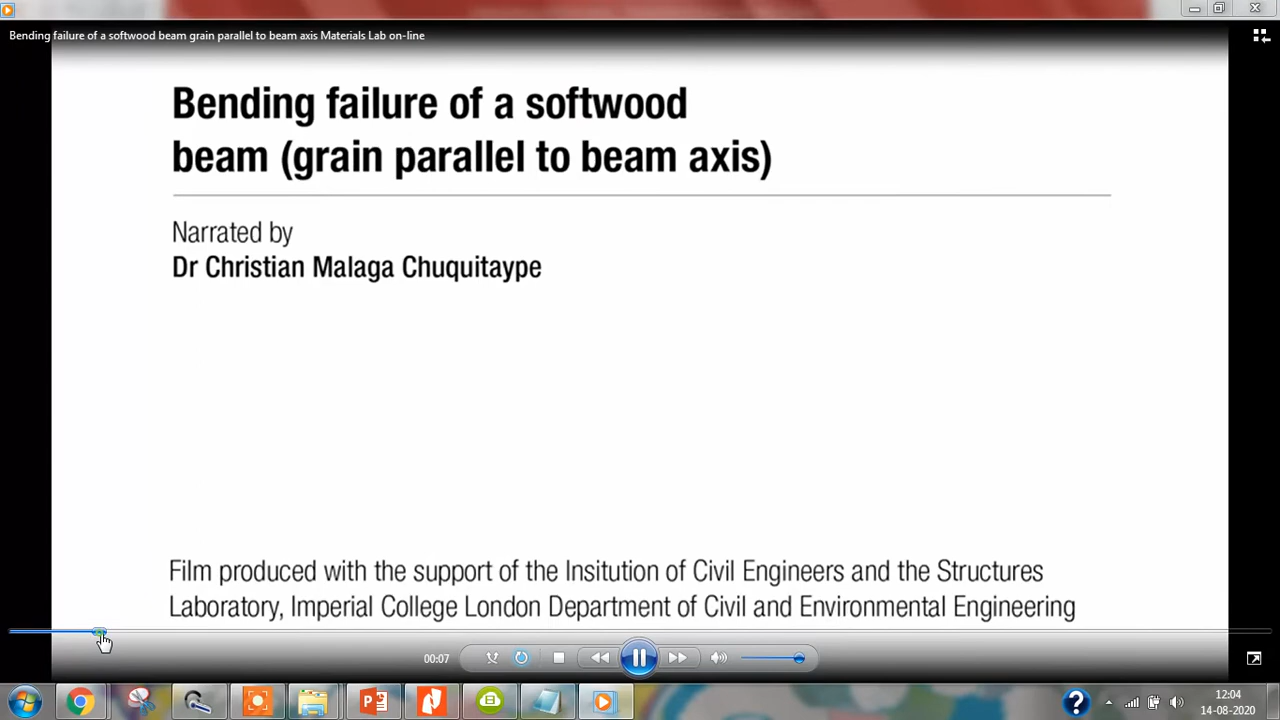 Bending failure of a softwood beam grain parallel to beam axis Materials Lab on-line
Bending failure of a softwood
beam (grain parallel to beam axis)
Narrated by
Dr Christian Malaga Chuquitaype
Film produced with the support of the Insitution of Civil Engineers and the Structures
Laboratory, Imperial College London Department of Civil and Environmental Engineering
00:07
12:04
14-08-2020